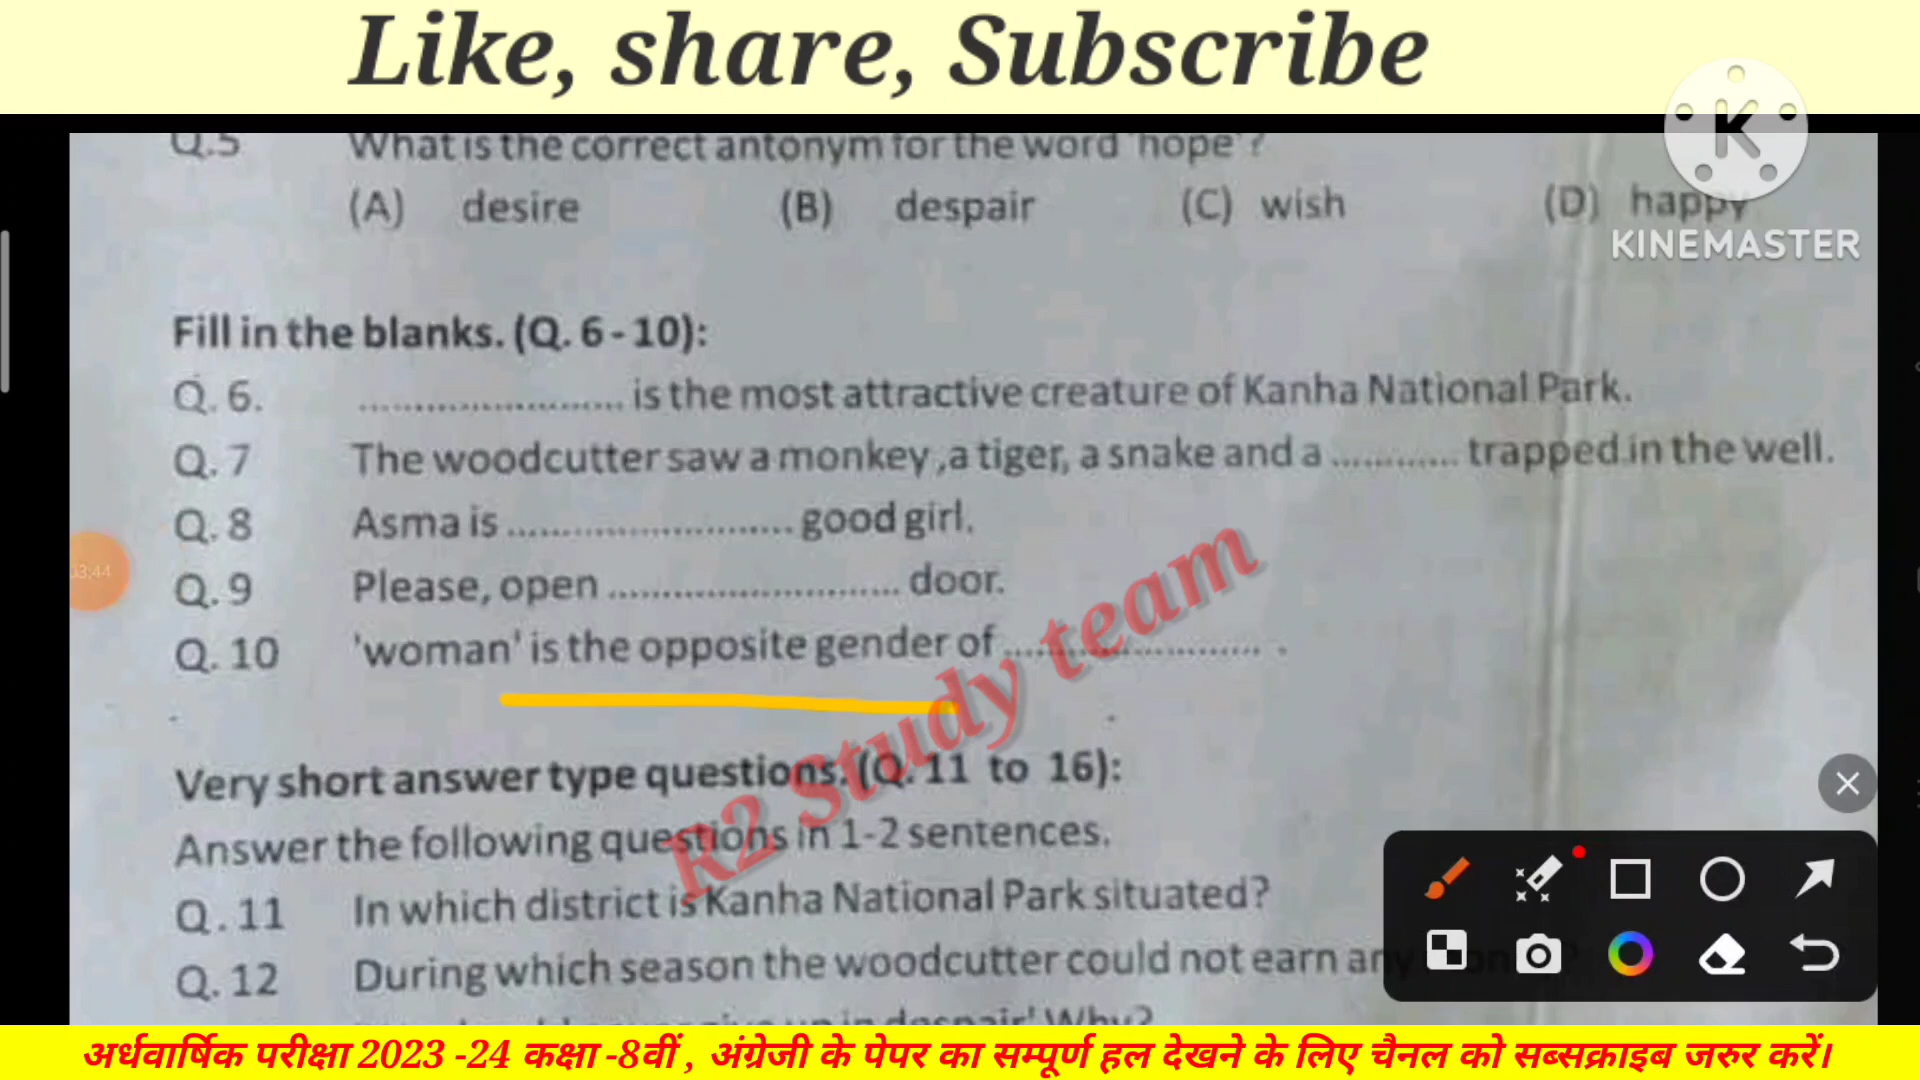 Like, share, Subscribe
KINEMASTER
Q.5 What is the correct antonym for the word 'hope'?
(A) desire (B) despair (C) wish (D) happy
Fill in the blanks. (Q. 6 - 10):
Q. 6. ........................ is the most attractive creature of Kanha National Park.
Q. 7 The woodcutter saw a monkey ,a tiger, a snake and a ............ trapped in the well.
Q. 8 Asma is .......................... good girl.
03:44
Q. 9 Please, open .......................... door.
Q. 10 'woman' is the opposite gender of ........................ .
R2 Study team
Very short answer type questions. (Q. 11 to 16):
Answer the following questions in 1-2 sentences.
Q. 11 In which district is Kanha National Park situated?
Q. 12 During which season the woodcutter could not earn any
in despair' Why?
अर्धवार्षिक परीक्षा 2023 -24 कक्षा -8वीं , अंग्रेजी के पेपर का सम्पूर्ण हल देखने के लिए चैनल को सब्सक्राइब जरुर करें।